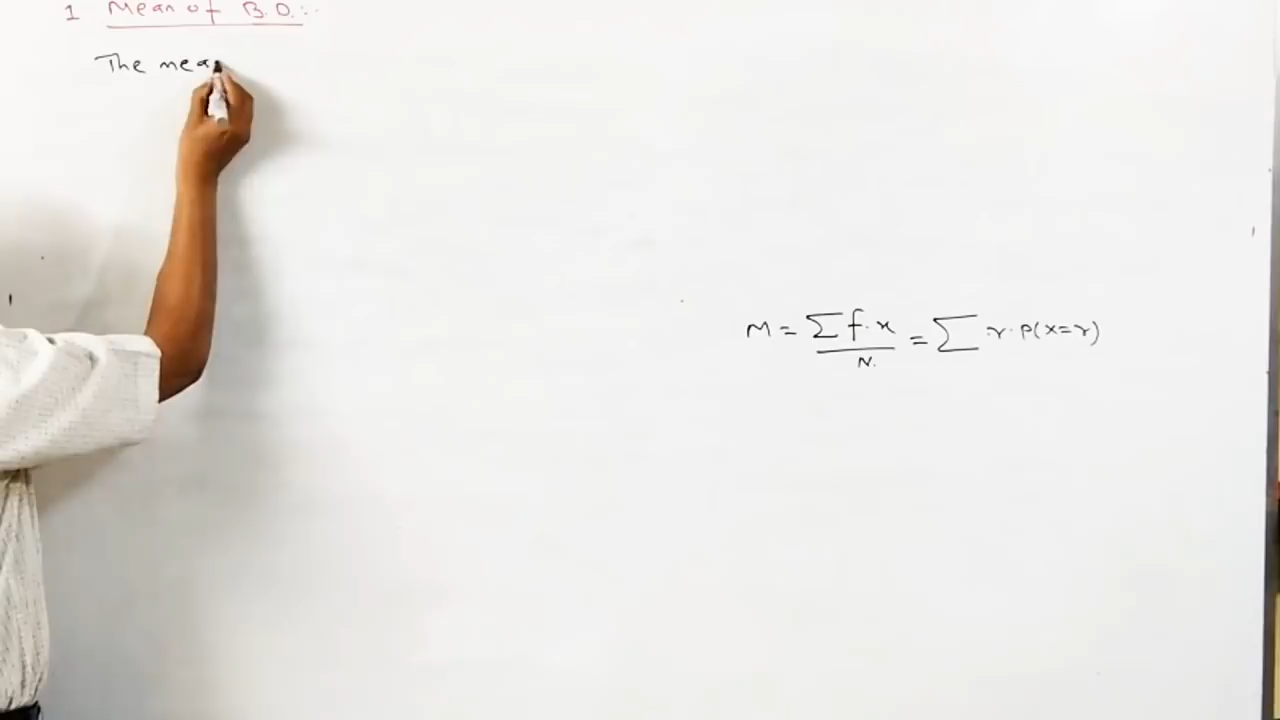 1 Mean of B.D.:-
The mea
M = Σf.x / N. = Σ r. P(x=r)